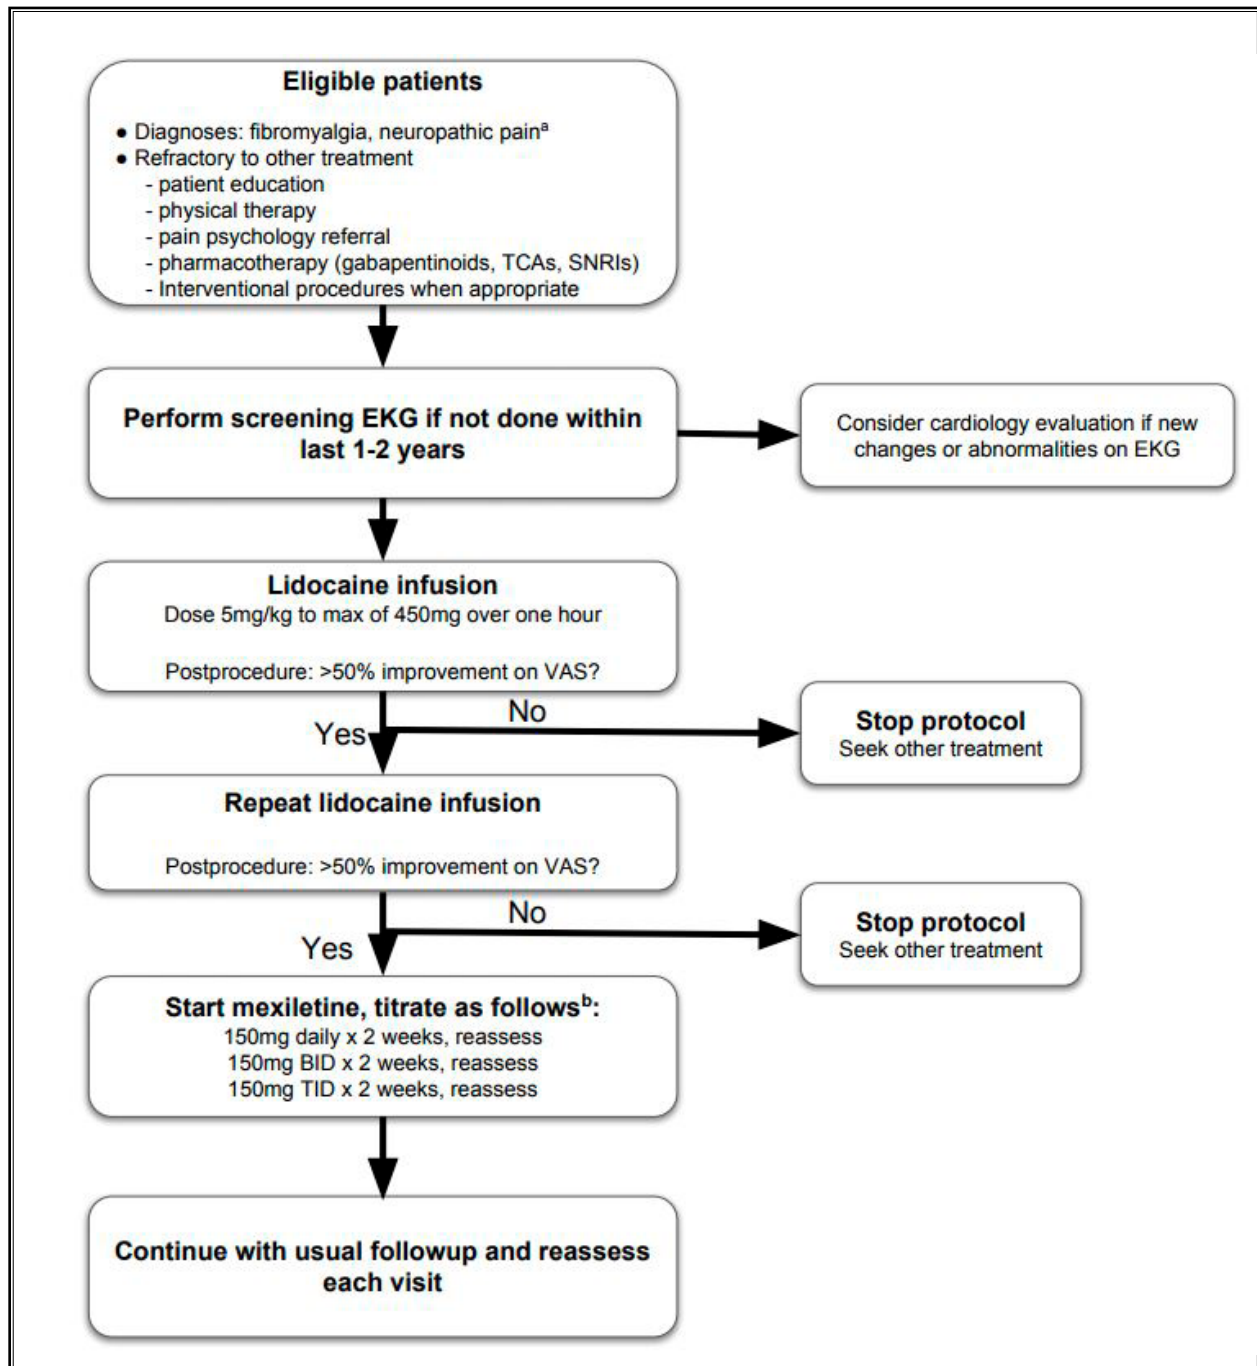 Eligible patients
● Diagnoses: fibromyalgia, neuropathic painᵃ
● Refractory to other treatment
- patient education
- physical therapy
- pain psychology referral
- pharmacotherapy (gabapentinoids, TCAs, SNRIs)
- Interventional procedures when appropriate
Perform screening EKG if not done within
last 1-2 years
Consider cardiology evaluation if new
changes or abnormalities on EKG
Lidocaine infusion
Dose 5mg/kg to max of 450mg over one hour
Postprocedure: >50% improvement on VAS?
No
Yes
Stop protocol
Seek other treatment
Repeat lidocaine infusion
Postprocedure: >50% improvement on VAS?
No
Yes
Stop protocol
Seek other treatment
Start mexiletine, titrate as followsᵇ:
150mg daily x 2 weeks, reassess
150mg BID x 2 weeks, reassess
150mg TID x 2 weeks, reassess
Continue with usual followup and reassess
each visit